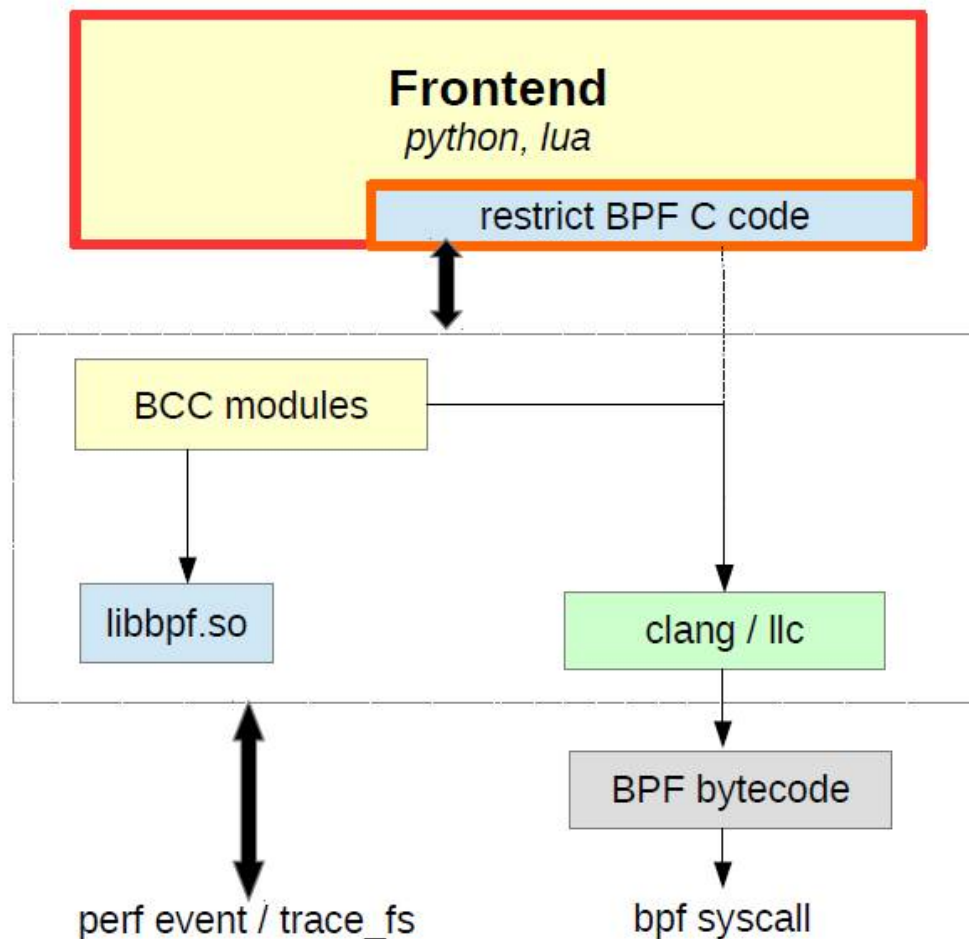 Frontend
python, lua
restrict BPF C code
BCC modules
libbpf.so
clang / llc
BPF bytecode
perf event / trace_fs
bpf syscall